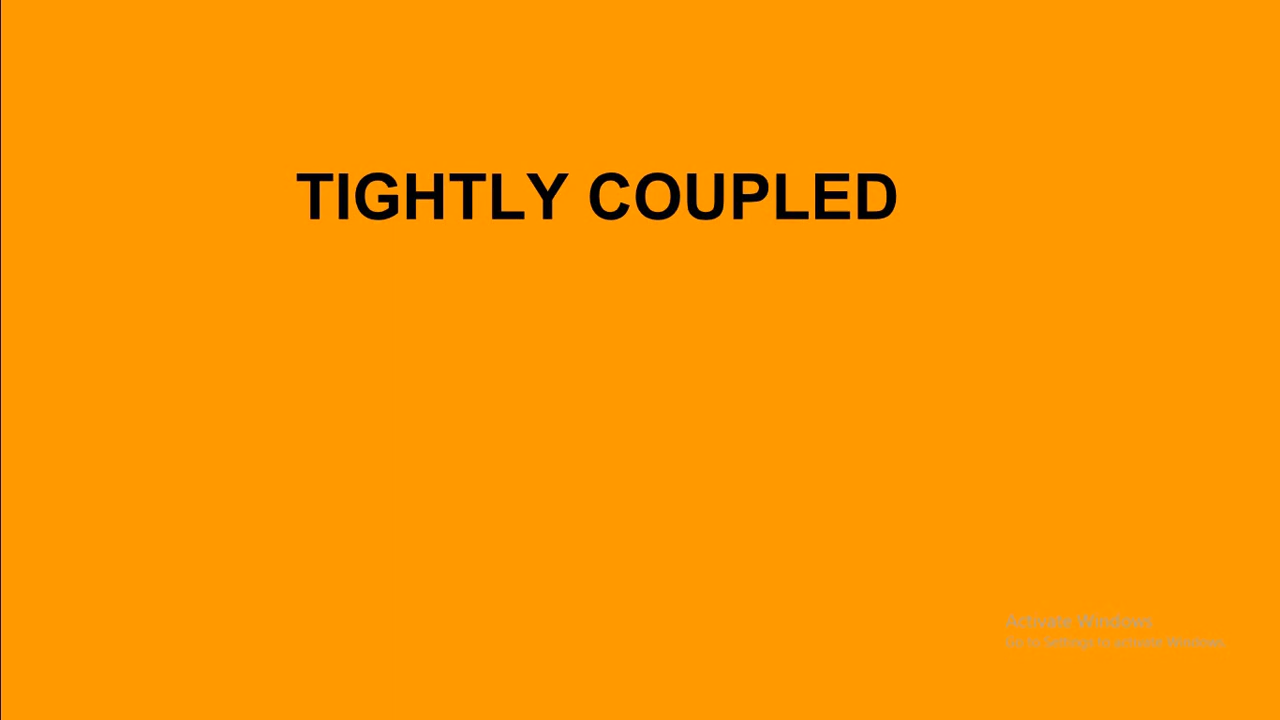 TIGHTLY COUPLED
Activate Windows
Go to Settings to activate Windows.